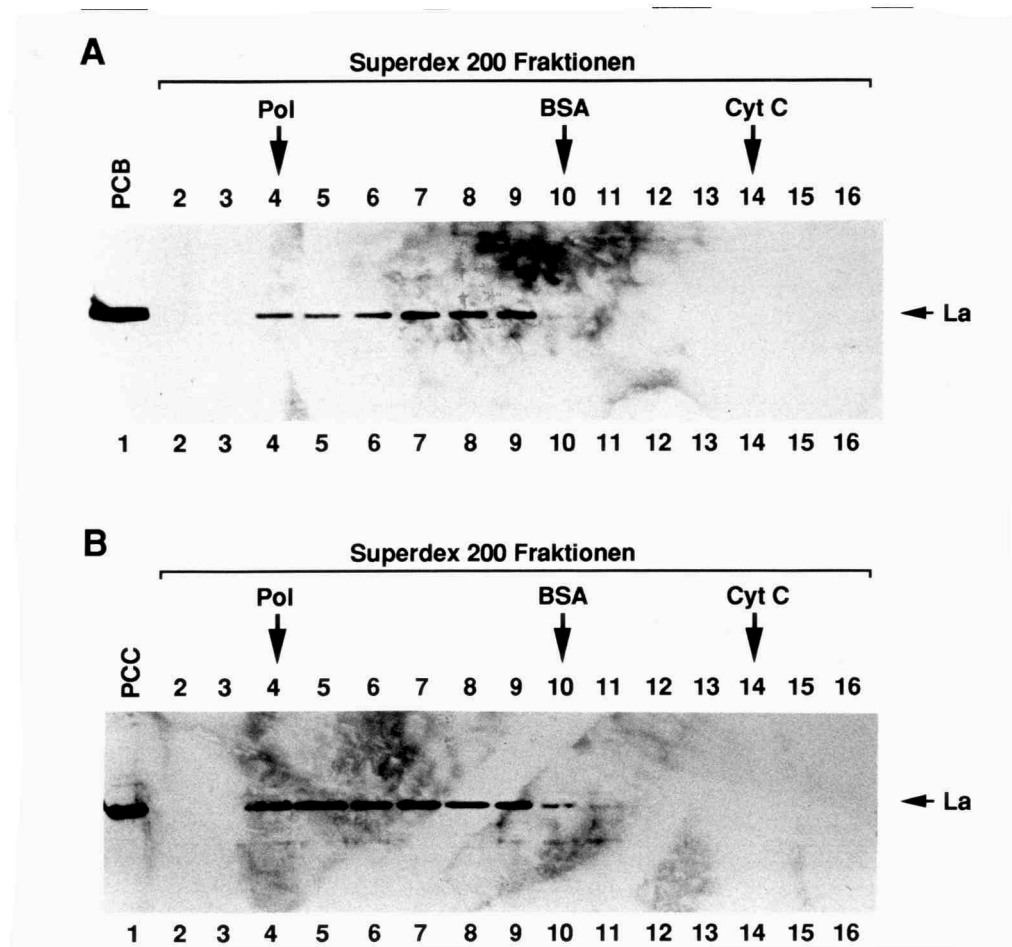 A
Superdex 200 Fraktionen
Pol BSA Cyt C
PCB 2 3 4 5 6 7 8 9 10 11 12 13 14 15 16
La
1 2 3 4 5 6 7 8 9 10 11 12 13 14 15 16
B
Superdex 200 Fraktionen
Pol BSA Cyt C
PCC 2 3 4 5 6 7 8 9 10 11 12 13 14 15 16
La
1 2 3 4 5 6 7 8 9 10 11 12 13 14 15 16